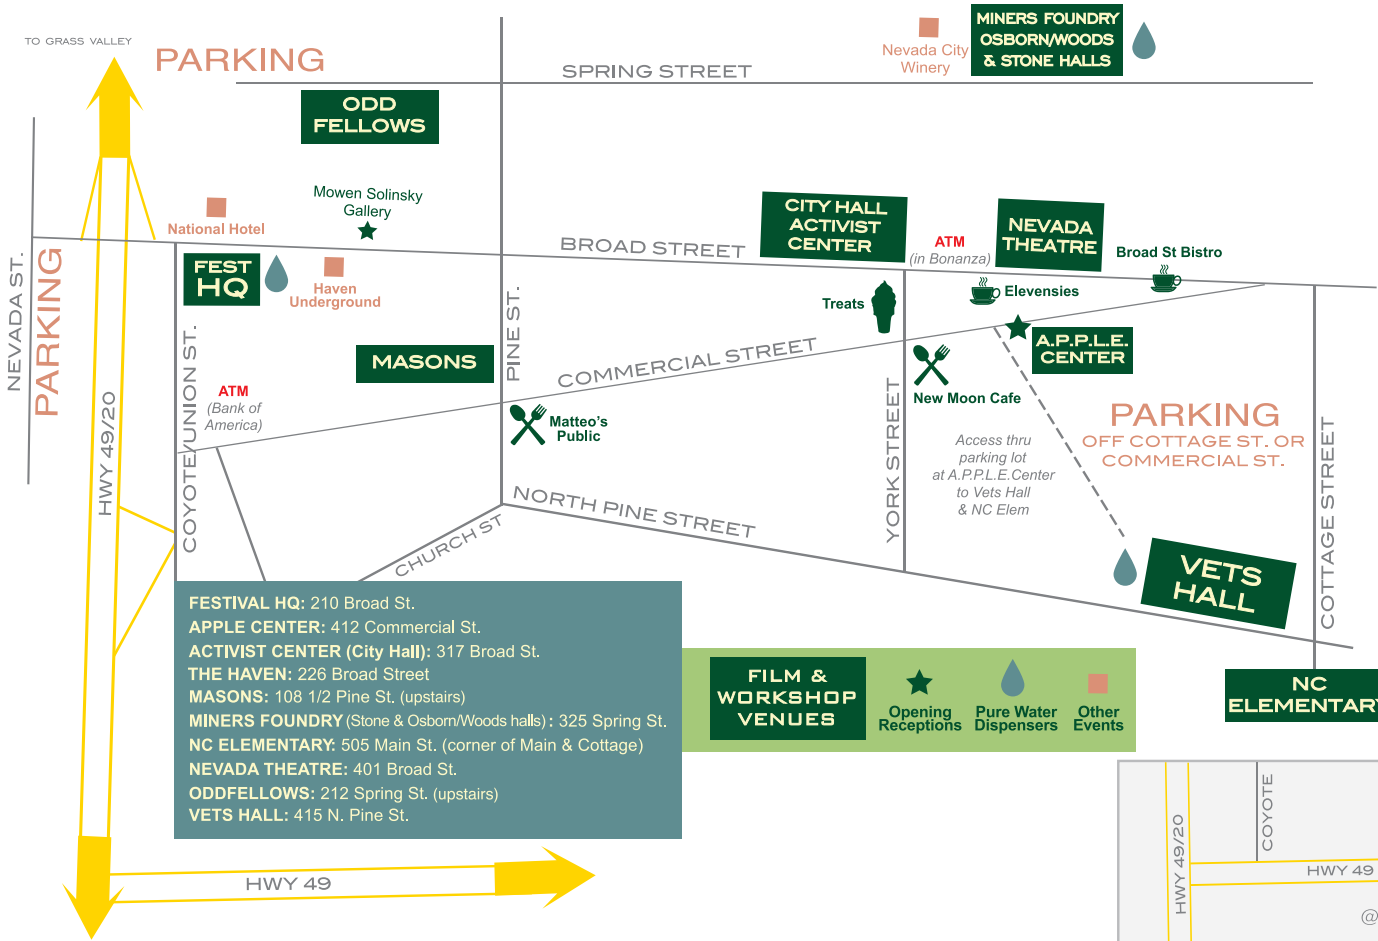 TO GRASS VALLEY
PARKING
SPRING STREET
Nevada City
Winery
MINERS FOUNDRY
OSBORN/WOODS
& STONE HALLS
ODD
FELLOWS
Mowen Solinsky
Gallery
National Hotel
BROAD STREET
CITY HALL
ACTIVIST
CENTER
ATM
(in Bonanza)
NEVADA
THEATRE
Broad St Bistro
NEVADA ST.
PARKING
FEST
HQ
Haven
Underground
PINE ST.
Treats
Elevensies
HWY 49/20
COYOTE/UNION ST.
MASONS
COMMERCIAL STREET
A.P.P.L.E.
CENTER
ATM
(Bank of
America)
Matteo's
Public
New Moon Cafe
YORK STREET
PARKING
OFF COTTAGE ST. OR
COMMERCIAL ST.
Access thru
parking lot
at A.P.P.L.E.Center
to Vets Hall
& NC Elem
COTTAGE STREET
NORTH PINE STREET
CHURCH ST
VETS
HALL
FESTIVAL HQ: 210 Broad St.
APPLE CENTER: 412 Commercial St.
ACTIVIST CENTER (City Hall): 317 Broad St.
THE HAVEN: 226 Broad Street
MASONS: 108 1/2 Pine St. (upstairs)
MINERS FOUNDRY (Stone & Osborn/Woods halls) : 325 Spring St.
NC ELEMENTARY: 505 Main St. (corner of Main & Cottage)
NEVADA THEATRE: 401 Broad St.
ODDFELLOWS: 212 Spring St. (upstairs)
VETS HALL: 415 N. Pine St.
FILM &
WORKSHOP
VENUES
Opening
Receptions
Pure Water
Dispensers
Other
Events
NC
ELEMENTARY
HWY 49
HWY 49/20
COYOTE
HWY 49
@